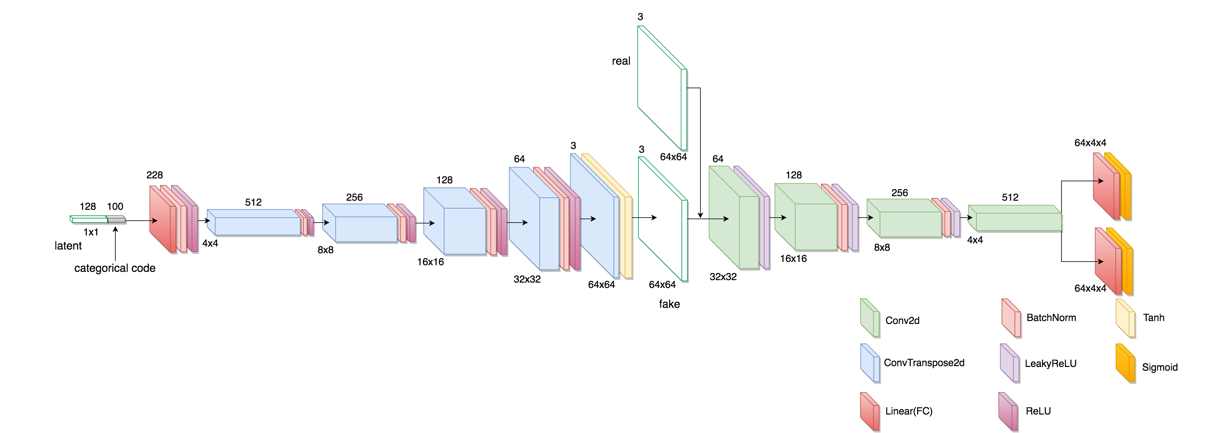 3
real
64x64
128 100
1x1
latent
categorical code
228
512
4x4
256
8x8
128
16x16
64
32x32
3
64x64
3
64x64
fake
64
32x32
128
16x16
256
8x8
512
4x4
64x4x4
64x4x4
Conv2d
BatchNorm
Tanh
ConvTranspose2d
LeakyReLU
Sigmoid
Linear(FC)
ReLU